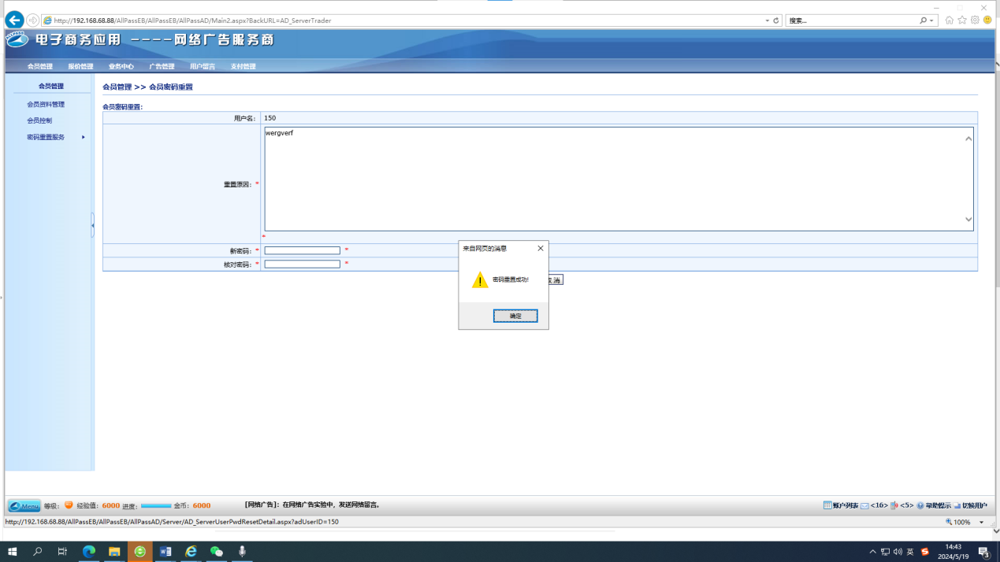 http://192.168.68.88/AllPassEB/AllPassEB/AllPassAD/Main2.aspx?BackURL=AD_ServerTrader
搜索...
电子商务应用 ----网络广告服务商
会员管理 报价管理 业务中心 广告管理 用户留言 支付管理
会员管理
会员资料管理
会员控制
密码重置服务
会员管理 >> 会员密码重置
会员密码重置:
用户名: 150
重置原因: *
wergverf
*
新密码: * *
核对密码: * *
消
来自网页的消息
密码重置成功!
确定
Menu 等级: 经验值: 6000 进度: 金币: 6000 【网络广告】：在网络广告实验中，发送网络留言。 账户列表 <16> <5> 帮助提示 切换用户
http://192.168.68.88/AllPassEB/AllPassEB/AllPassAD/Server/AD_ServerUserPwdResetDetail.aspx?adUserID=150
100%
英
14:43
2024/5/19
3